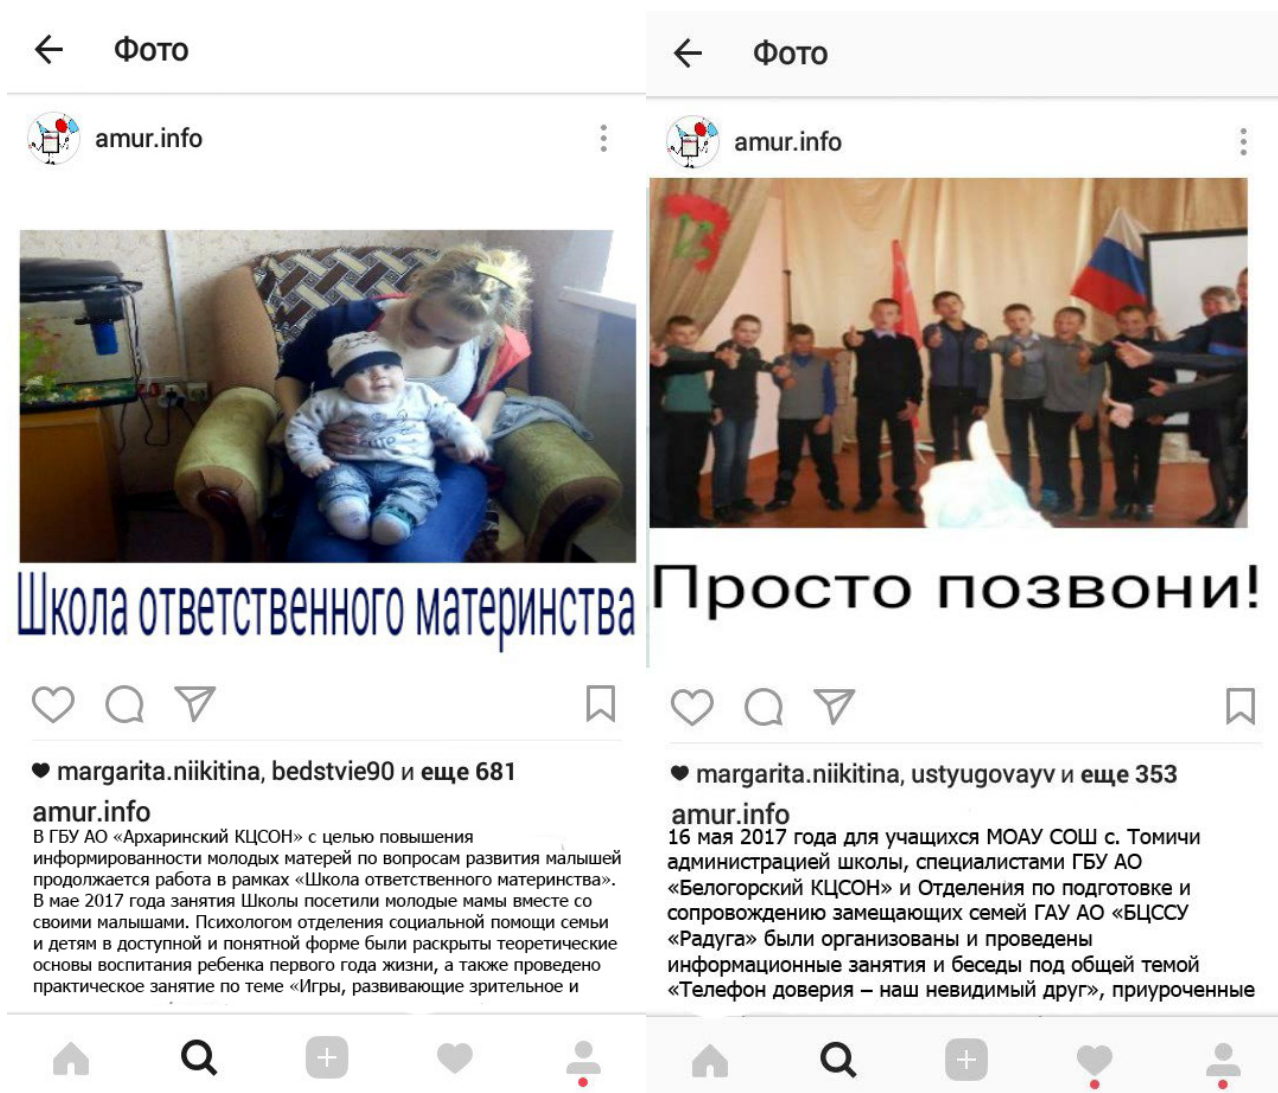 Фото
amur.info
Школа ответственного материнства
margarita.niikitina, bedstvie90 и еще 681
amur.info
В ГБУ АО «Архаринский КЦСОН» с целью повышения
информированности молодых матерей по вопросам развития малышей
продолжается работа в рамках «Школа ответственного материнства».
В мае 2017 года занятия Школы посетили молодые мамы вместе со
своими малышами. Психологом отделения социальной помощи семьи
и детям в доступной и понятной форме были раскрыты теоретические
основы воспитания ребенка первого года жизни, а также проведено
практическое занятие по теме «Игры, развивающие зрительное и
Фото
amur.info
Просто позвони!
margarita.niikitina, ustyugovayv и еще 353
amur.info
16 мая 2017 года для учащихся МОАУ СОШ с. Томичи
администрацией школы, специалистами ГБУ АО
«Белогорский КЦСОН» и Отделения по подготовке и
сопровождению замещающих семей ГАУ АО «БЦССУ
«Радуга» были организованы и проведены
информационные занятия и беседы под общей темой
«Телефон доверия – наш невидимый друг», приуроченные